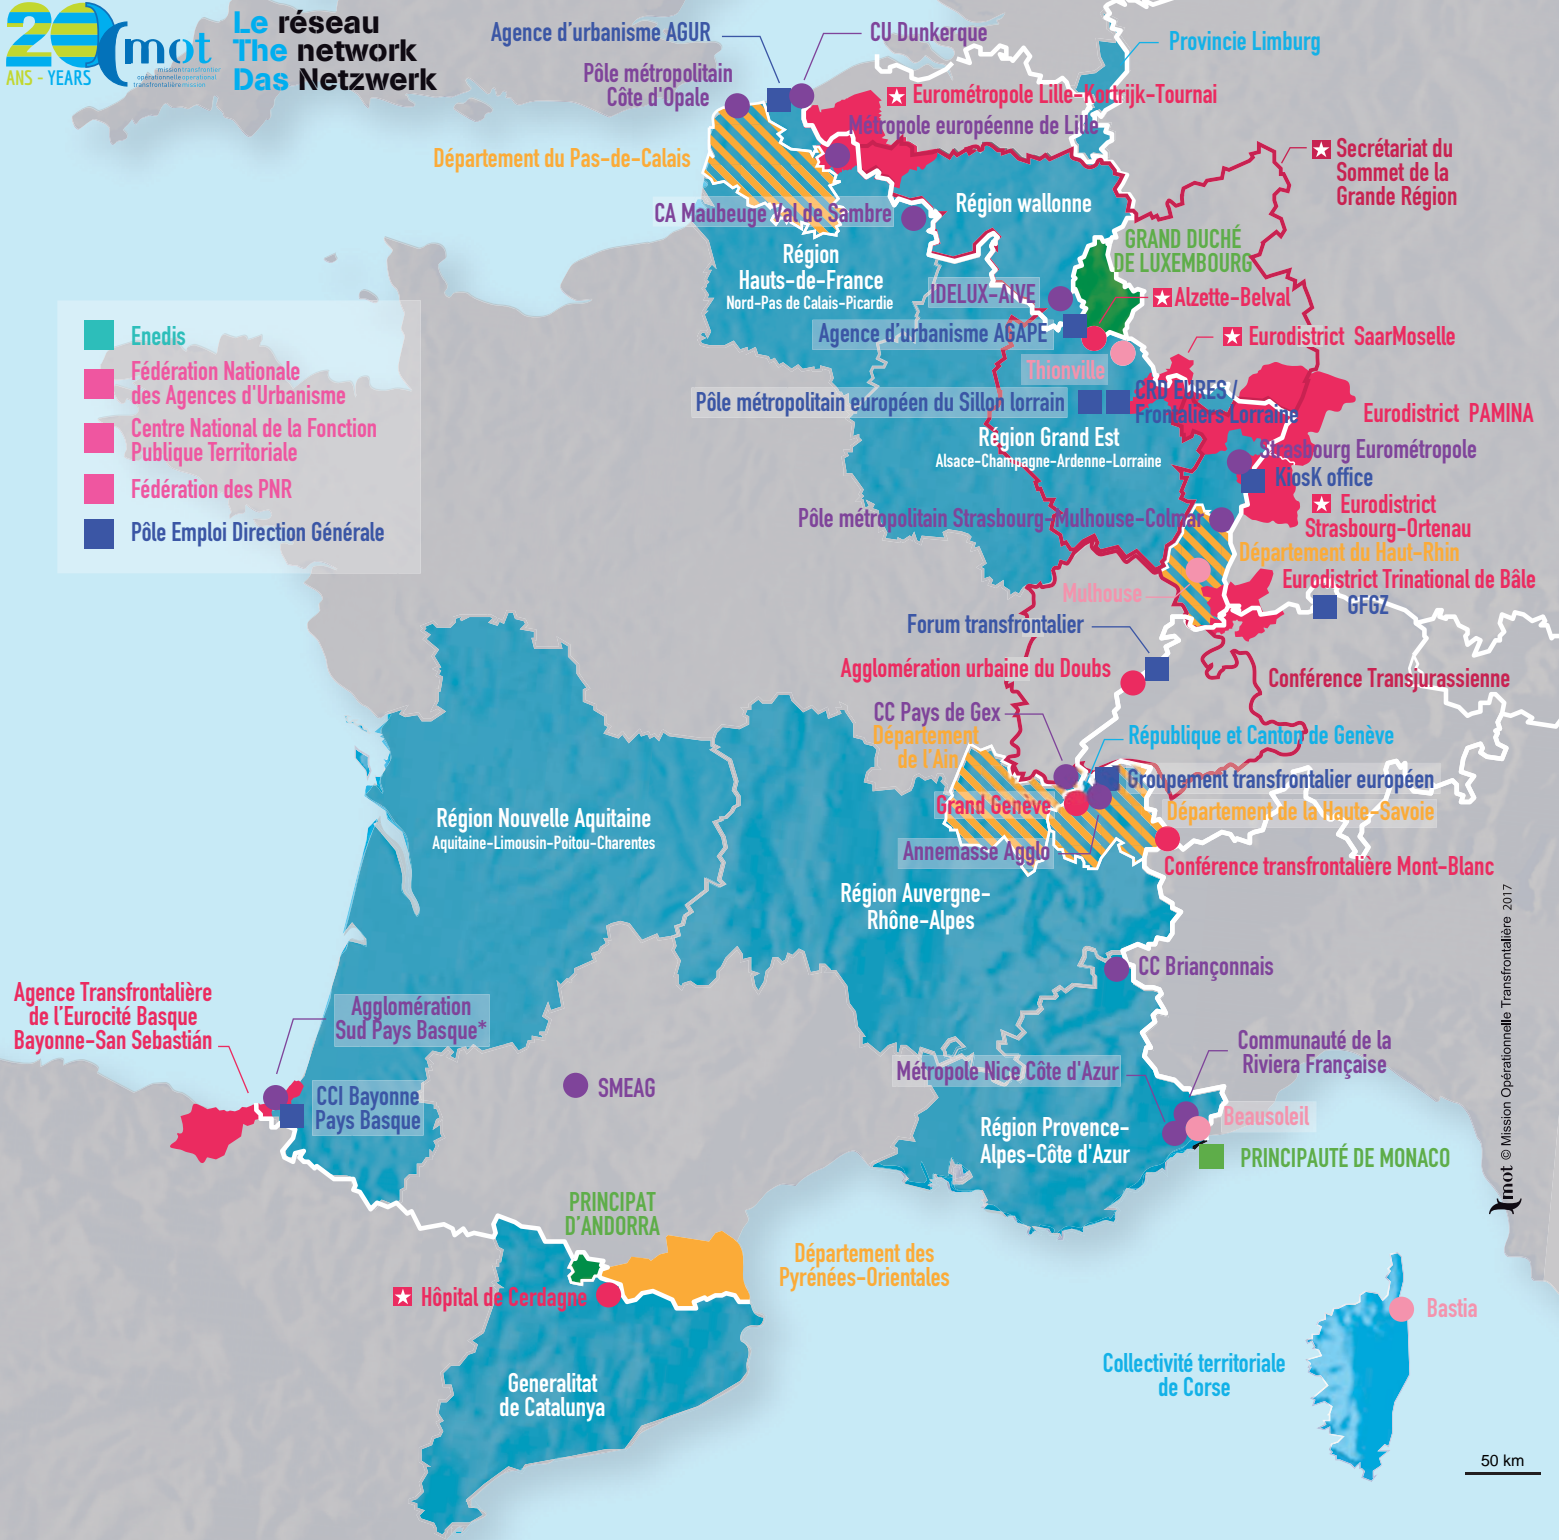 20 mot
ANS - YEARS
mission transfrontier
opérationnelle operational
transfrontalière mission
Le réseau
The network
Das Netzwerk
Agence d'urbanisme AGUR
CU Dunkerque
Provincie Limburg
Pôle métropolitain
Côte d'Opale
Eurométropole Lille-Kortrijk-Tournai
Métropole européenne de Lille
Département du Pas-de-Calais
Secrétariat du
Sommet de la
Grande Région
CA Maubeuge Val de Sambre
Région wallonne
Région
Hauts-de-France
Nord-Pas de Calais-Picardie
GRAND DUCHÉ
DE LUXEMBOURG
IDELUX-AIVE
Alzette-Belval
Agence d'urbanisme AGAPE
Eurodistrict SaarMoselle
Thionville
Enedis
Fédération Nationale
des Agences d'Urbanisme
Centre National de la Fonction
Publique Territoriale
Fédération des PNR
Pôle Emploi Direction Générale
Pôle métropolitain européen du Sillon lorrain
CRD EURES /
Frontaliers Lorraine
Eurodistrict PAMINA
Région Grand Est
Alsace-Champagne-Ardenne-Lorraine
Strasbourg Eurométropole
KiosK office
Eurodistrict
Strasbourg-Ortenau
Pôle métropolitain Strasbourg-Mulhouse-Colmar
Département du Haut-Rhin
Eurodistrict Trinational de Bâle
Mulhouse
GFGZ
Forum transfrontalier
Agglomération urbaine du Doubs
Conférence Transjurassienne
CC Pays de Gex
Département
de l'Ain
République et Canton de Genève
Groupement transfrontalier européen
Grand Genève
Département de la Haute-Savoie
Annemasse Agglo
Conférence transfrontalière Mont-Blanc
Région Nouvelle Aquitaine
Aquitaine-Limousin-Poitou-Charentes
Région Auvergne-
Rhône-Alpes
CC Briançonnais
Agence Transfrontalière
de l'Eurocité Basque
Bayonne-San Sebastián
Agglomération
Sud Pays Basque*
CCI Bayonne
Pays Basque
SMEAG
Communauté de la
Riviera Française
Métropole Nice Côte d'Azur
Beausoleil
Région Provence-
Alpes-Côte d'Azur
PRINCIPAUTÉ DE MONACO
PRINCIPAT
D'ANDORRA
Département des
Pyrénées-Orientales
Hôpital de Cerdagne
Generalitat
de Catalunya
Bastia
Collectivité territoriale
de Corse
mot © Mission Opérationnelle Transfrontalière 2017
50 km